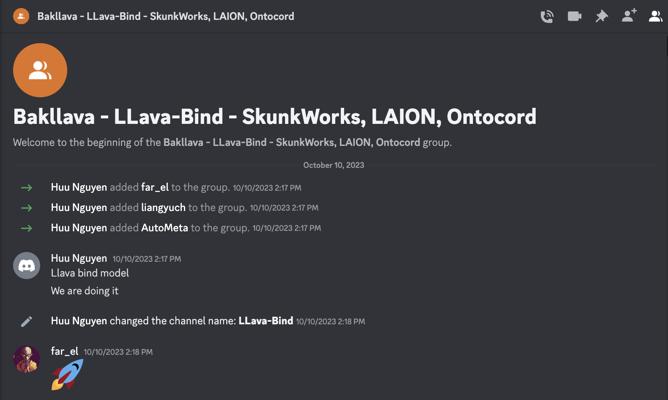 Bakllava - LLava-Bind - SkunkWorks, LAION, Ontocord
Bakllava - LLava-Bind - SkunkWorks, LAION, Ontocord
Welcome to the beginning of the Bakllava - LLava-Bind - SkunkWorks, LAION, Ontocord group.
October 10, 2023
Huu Nguyen added far_el to the group. 10/10/2023 2:17 PM
Huu Nguyen added liangyuch to the group. 10/10/2023 2:17 PM
Huu Nguyen added AutoMeta to the group. 10/10/2023 2:17 PM
Huu Nguyen 10/10/2023 2:17 PM
Llava bind model
We are doing it
Huu Nguyen changed the channel name: LLava-Bind 10/10/2023 2:18 PM
far_el 10/10/2023 2:18 PM